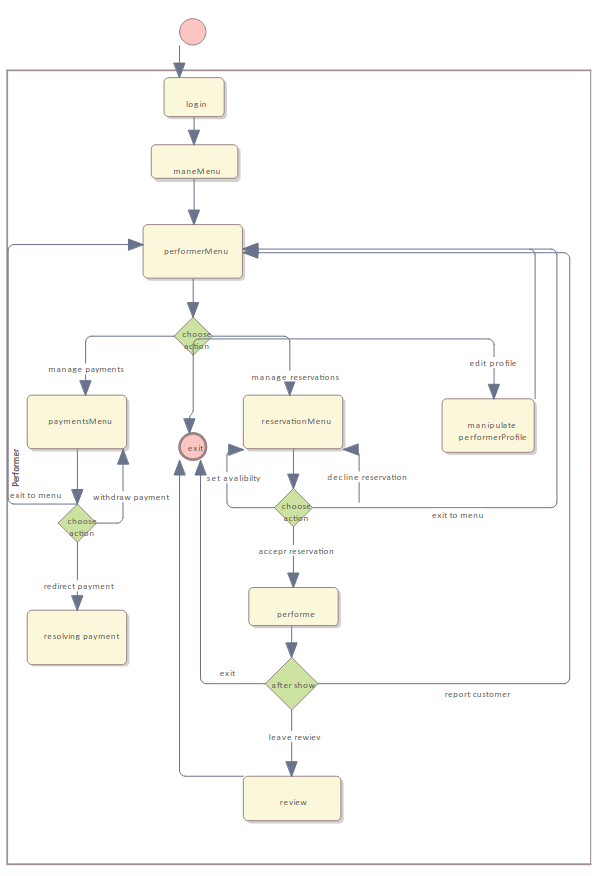 login
maneMenu
performerMenu
choose
action
manage payments
manage reservations
edit profile
paymentsMenu
reservationMenu
manipulate
performerProfile
exit
Performer
set avalibilty
decline reservation
exit to menu
withdraw payment
choose
action
choose
action
exit to menu
accepr reservation
redirect payment
performe
resolving payment
exit
after show
report customer
leave rewiev
review